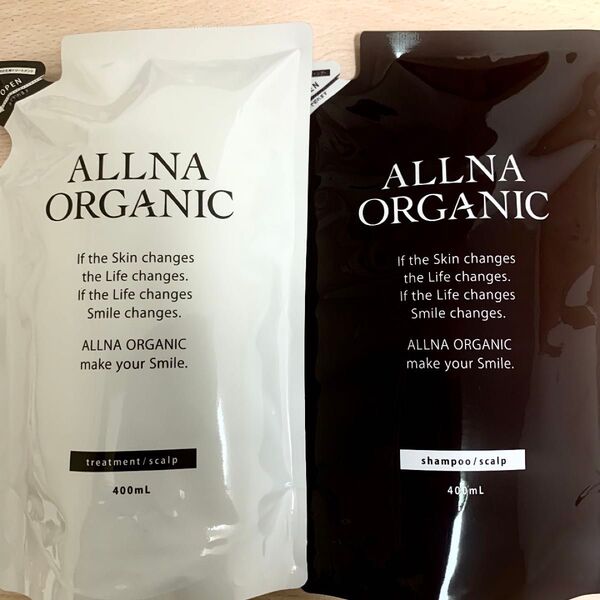 OPEN
ALLNA
ORGANIC
If the Skin changes
the Life changes.
If the Life changes
Smile changes.
ALLNA ORGANIC
make your Smile.
treatment/scalp
400mL
ALLNA
ORGANIC
If the Skin changes
the Life changes.
If the Life changes
Smile changes.
ALLNA ORGANIC
make your Smile.
shampoo/scalp
400mL